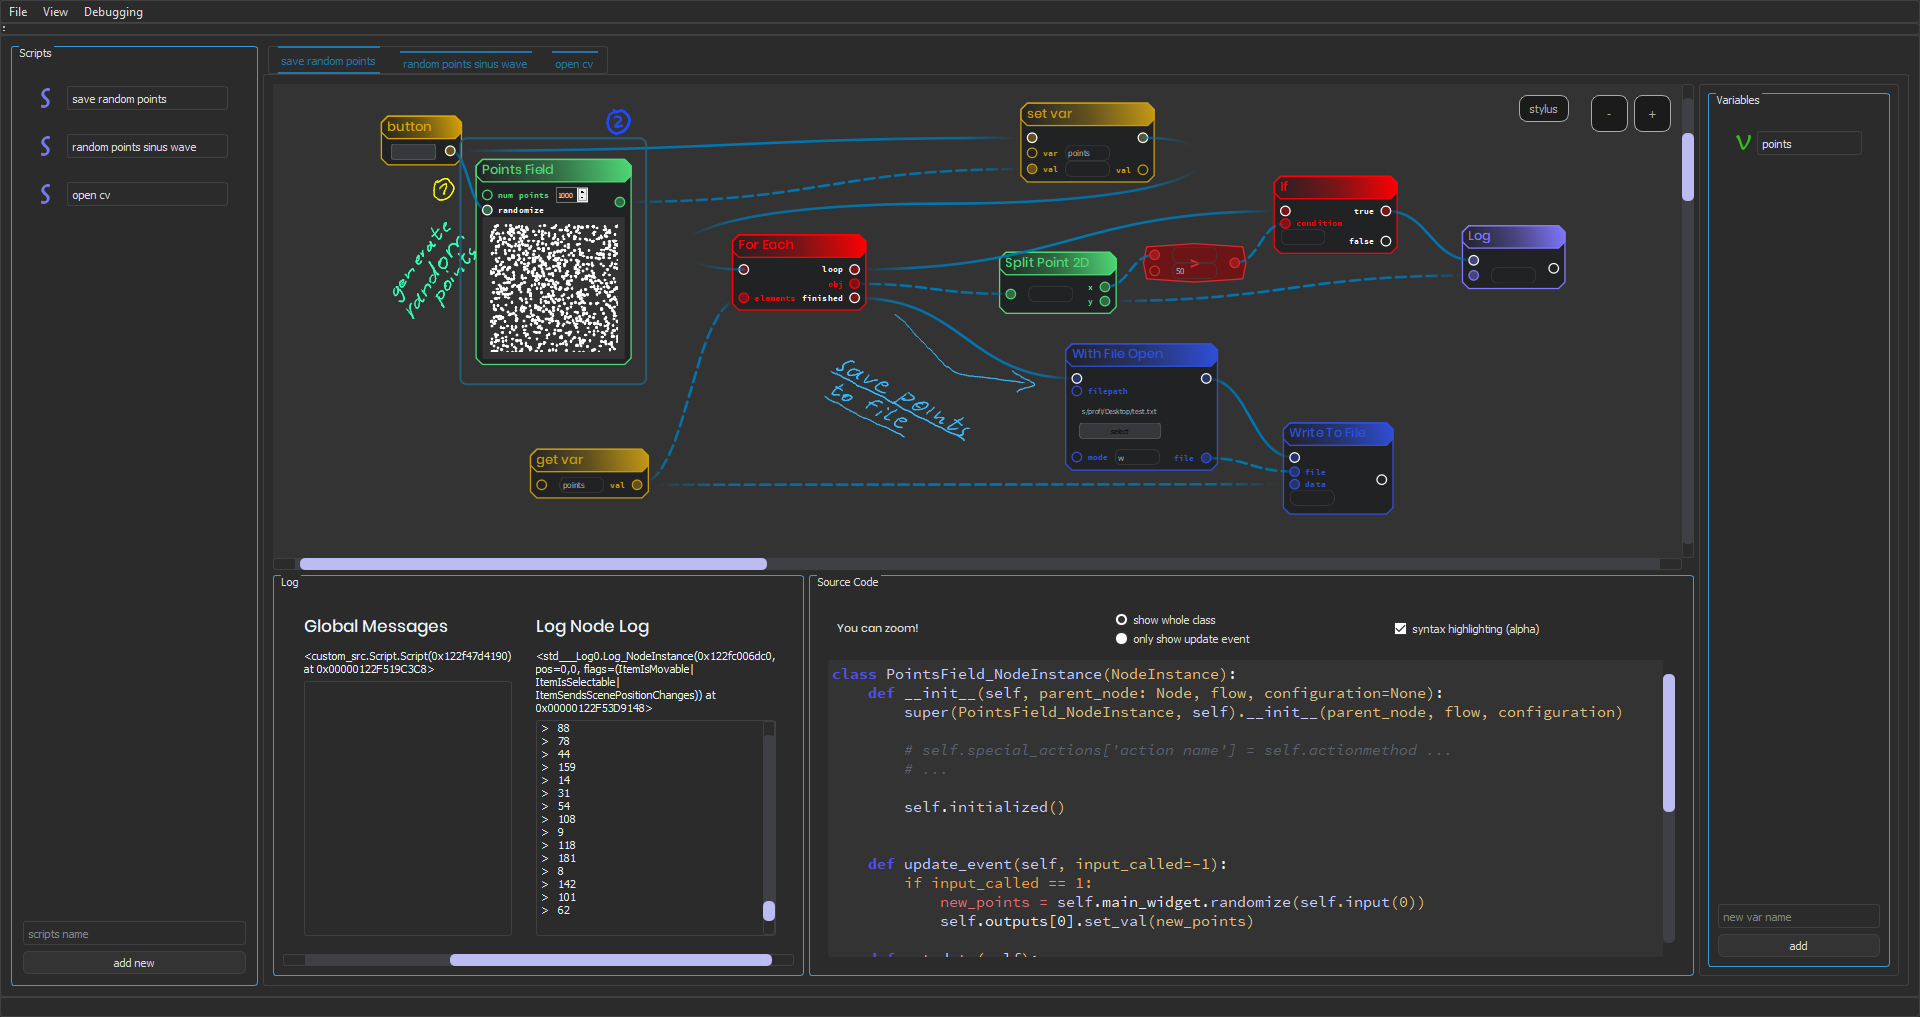 File View Debugging
Scripts
save random points
random points sinus wave
open cv
scripts name
add new
save random points random points sinus wave open cv
stylus - +
button
1
2
generate
random
points
Points Field
num points 1000
randomize
set var
var points
val val
For Each
loop
obj
elements finished
Split Point 2D
x
y
>
50
If
true
condition
false
Log
save points
to file
With File Open
filepath
s/profi/Desktop/test.txt
select
mode w file
Write To File
file
data
get var
points val
Log
Global Messages
<custom_src.Script.Script(0x122f47d4190)
at 0x00000122F519C3C8>
Log Node Log
<std___Log0.Log_NodeInstance(0x122fc006dc0,
pos=0,0, flags=(ItemIsMovable|
ItemIsSelectable|
ItemSendsScenePositionChanges)) at
0x00000122F53D9148>
> 88
> 78
> 44
> 159
> 14
> 31
> 54
> 108
> 9
> 118
> 181
> 8
> 142
> 101
> 62
Source Code
You can zoom!
show whole class
only show update event
syntax highlighting (alpha)
class PointsField_NodeInstance(NodeInstance):
def __init__(self, parent_node: Node, flow, configuration=None):
super(PointsField_NodeInstance, self).__init__(parent_node, flow, configuration)
# self.special_actions['action name'] = self.actionmethod ...
# ...
self.initialized()
def update_event(self, input_called=-1):
if input_called == 1:
new_points = self.main_widget.randomize(self.input(0))
self.outputs[0].set_val(new_points)
Variables
V points
new var name
add